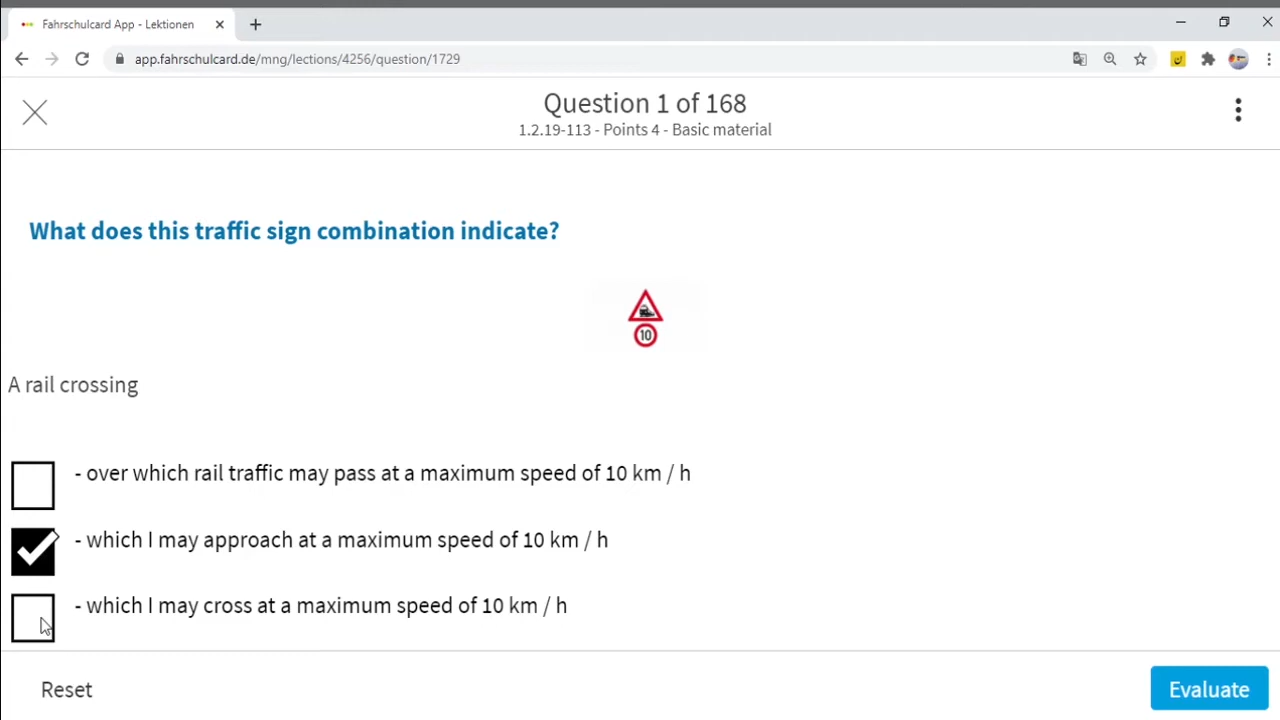 Fahrschulcard App - Lektionen
app.fahrschulcard.de/mng/lections/4256/question/1729
Question 1 of 168
1.2.19-113 - Points 4 - Basic material
What does this traffic sign combination indicate?
10
A rail crossing
- over which rail traffic may pass at a maximum speed of 10 km / h
- which I may approach at a maximum speed of 10 km / h
- which I may cross at a maximum speed of 10 km / h
Reset
Evaluate